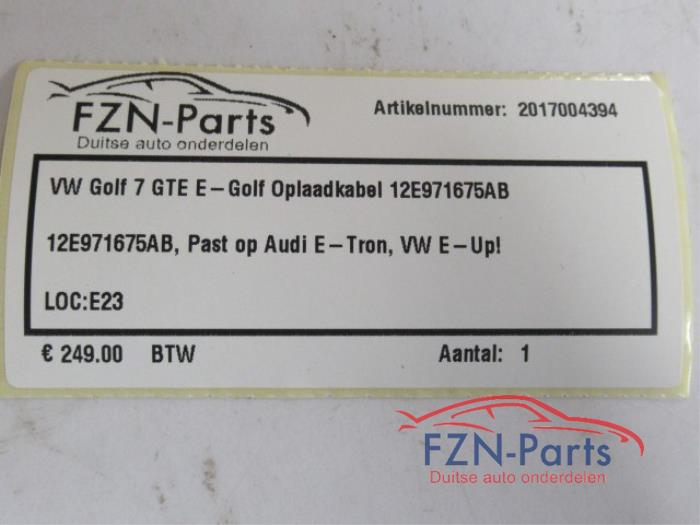 FZN-Parts
Duitse auto onderdelen
Artikelnummer: 2017004394
VW Golf 7 GTE E-Golf Oplaadkabel 12E971675AB
12E971675AB, Past op Audi E-Tron, VW E-Up!
LOC:E23
€ 249.00 BTW
Aantal: 1
FZN-Parts
Duitse auto onderdelen